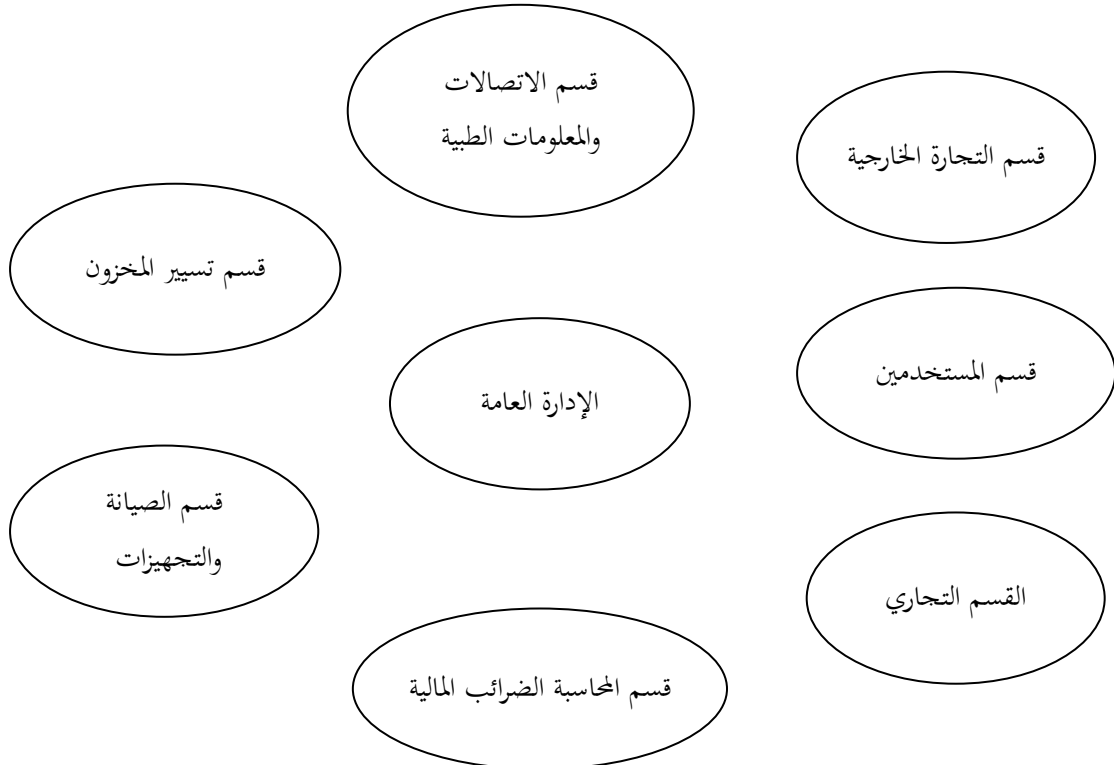 قسم الاتصالات
والمعلومات الطبية
قسم التجارة الخارجية
قسم تسيير المخزون
قسم المستخدمين
الإدارة العامة
قسم الصيانة
والتجهيزات
القسم التجاري
قسم المحاسبة الضرائب المالية